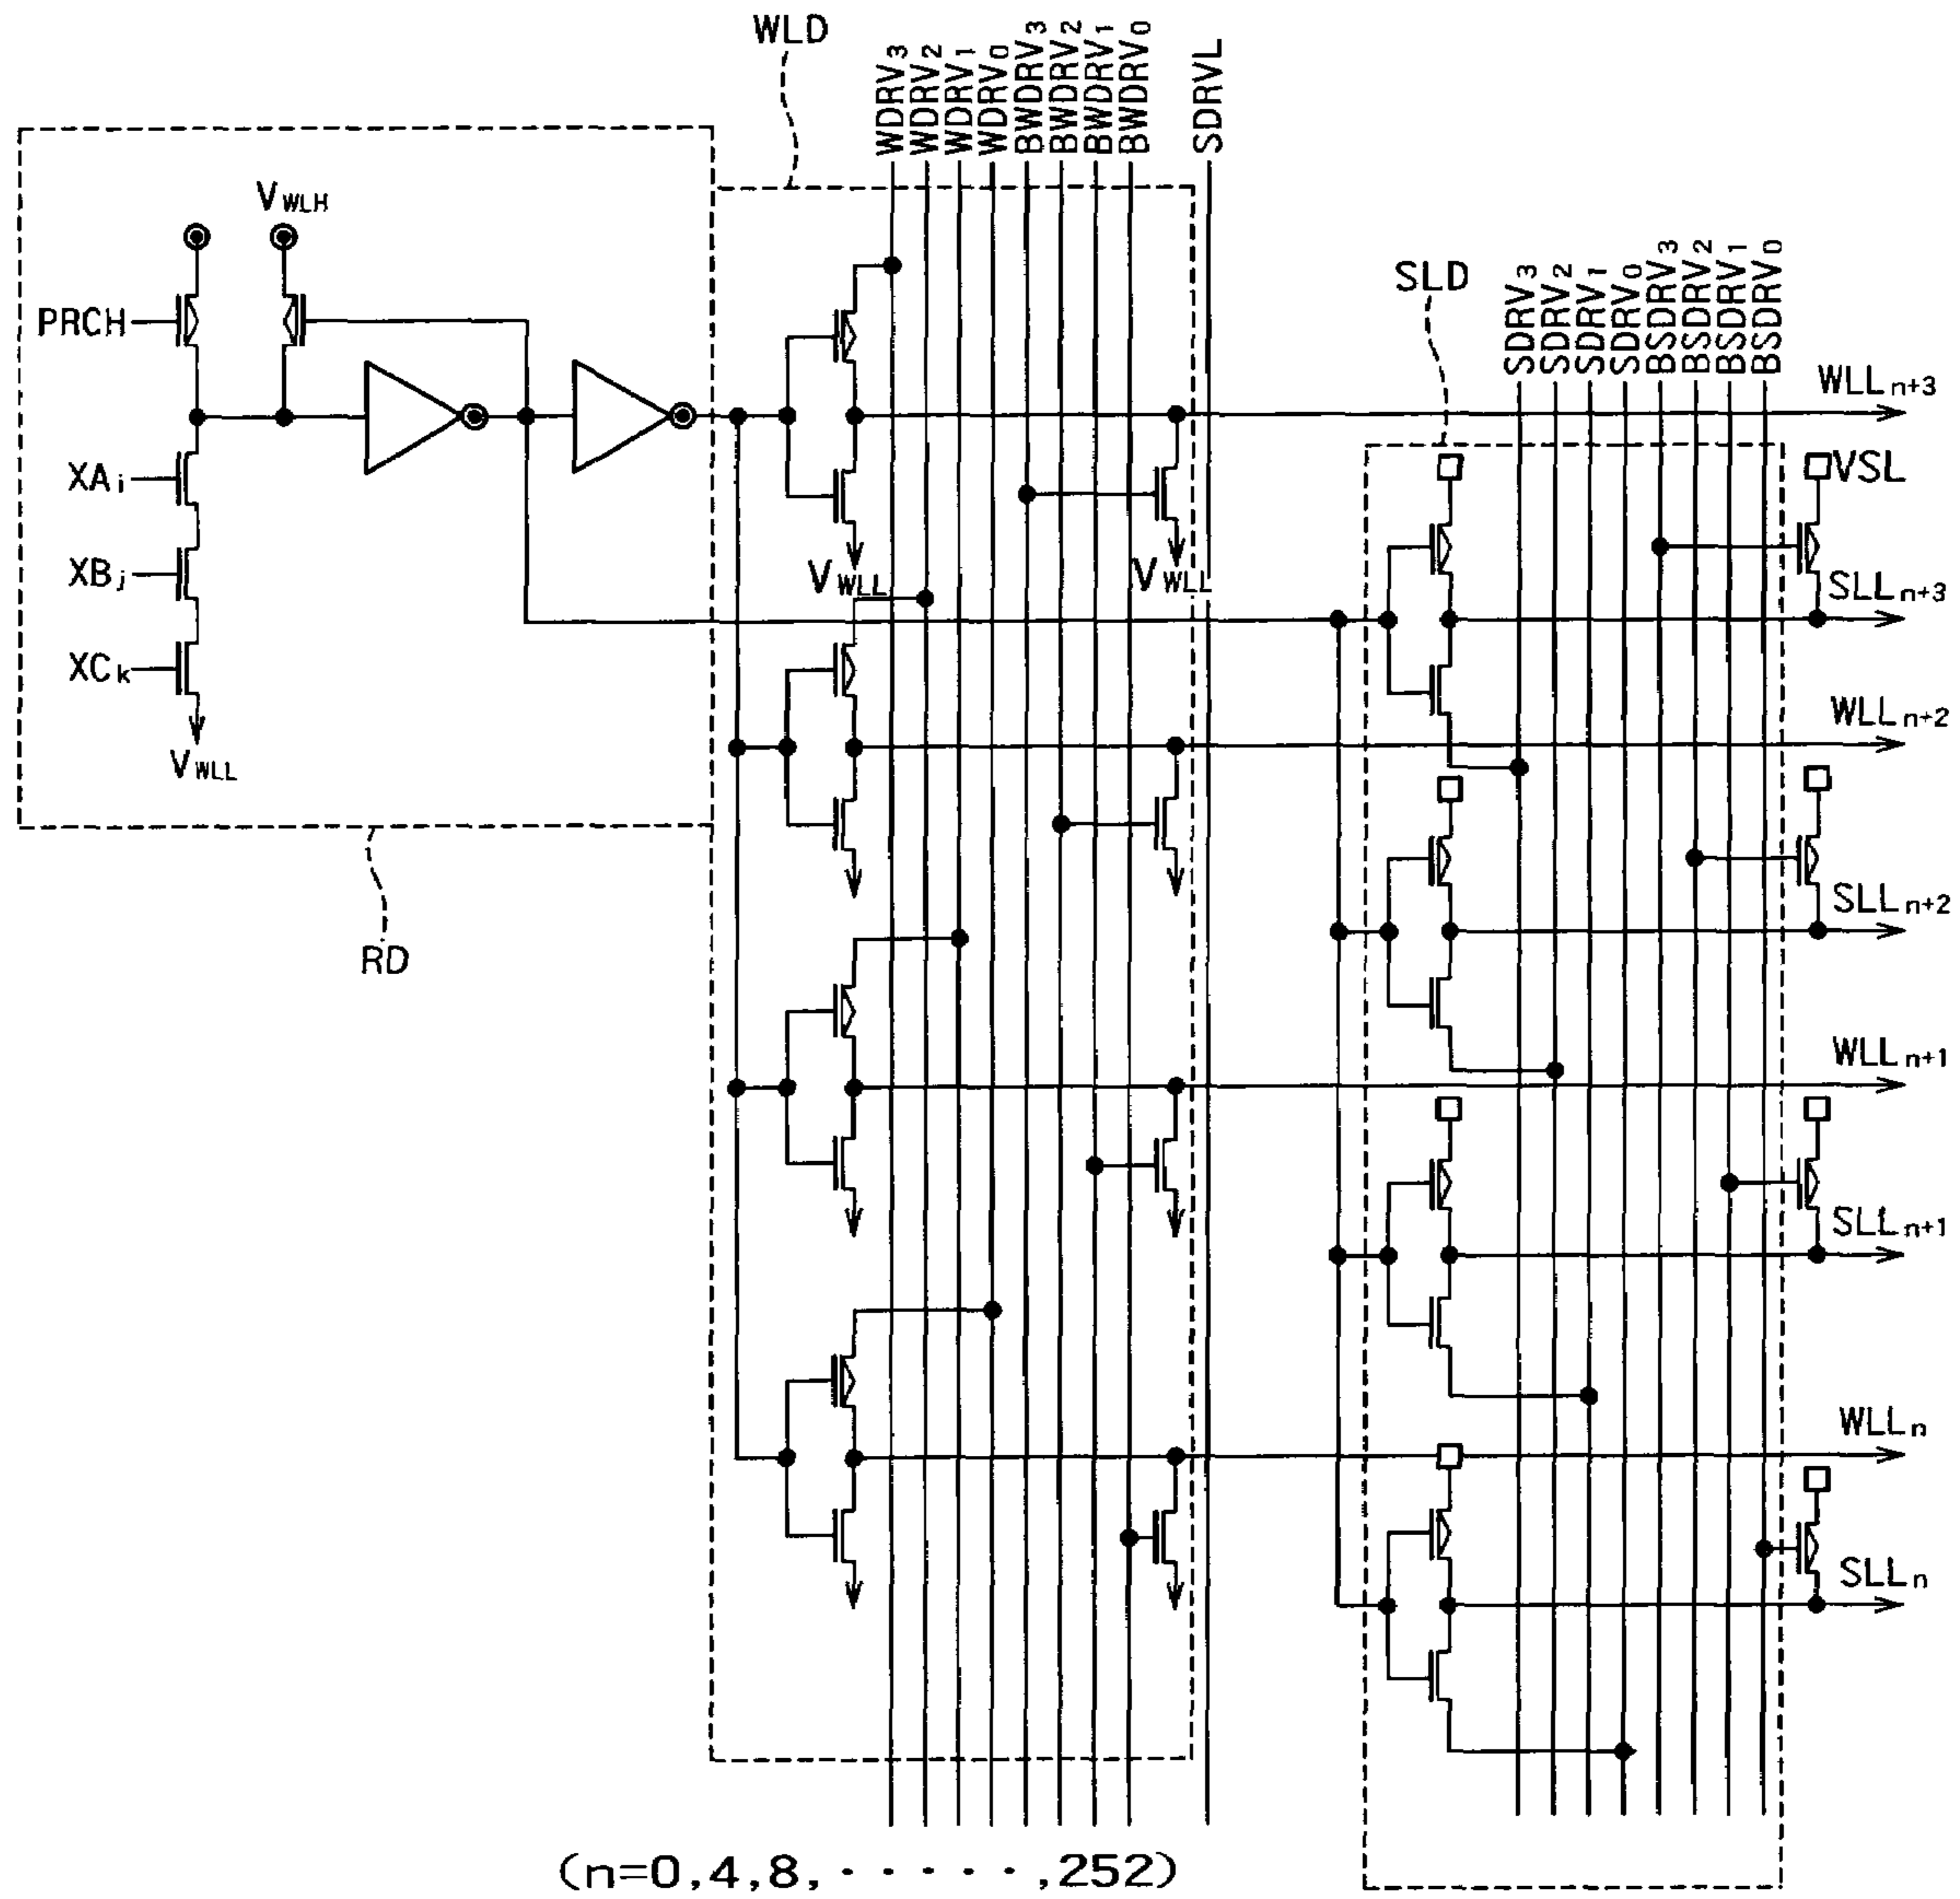 WLD
WDRV3
WDRV2
WDRV1
WDRV0
BWDRV3
BWDRV2
BWDRV1
BWDRV0
SDRVL
VWLH
PRCH
XAi
XBj
XCk
VWLL
RD
VWLL
VWLL
SLD
SDRV3
SDRV2
SDRV1
SDRV0
BSDRV3
BSDRV2
BSDRV1
BSDRV0
WLLn+3
VSL
SLLn+3
WLLn+2
SLLn+2
WLLn+1
SLLn+1
WLLn
SLLn
(n=0,4,8,·····,252)